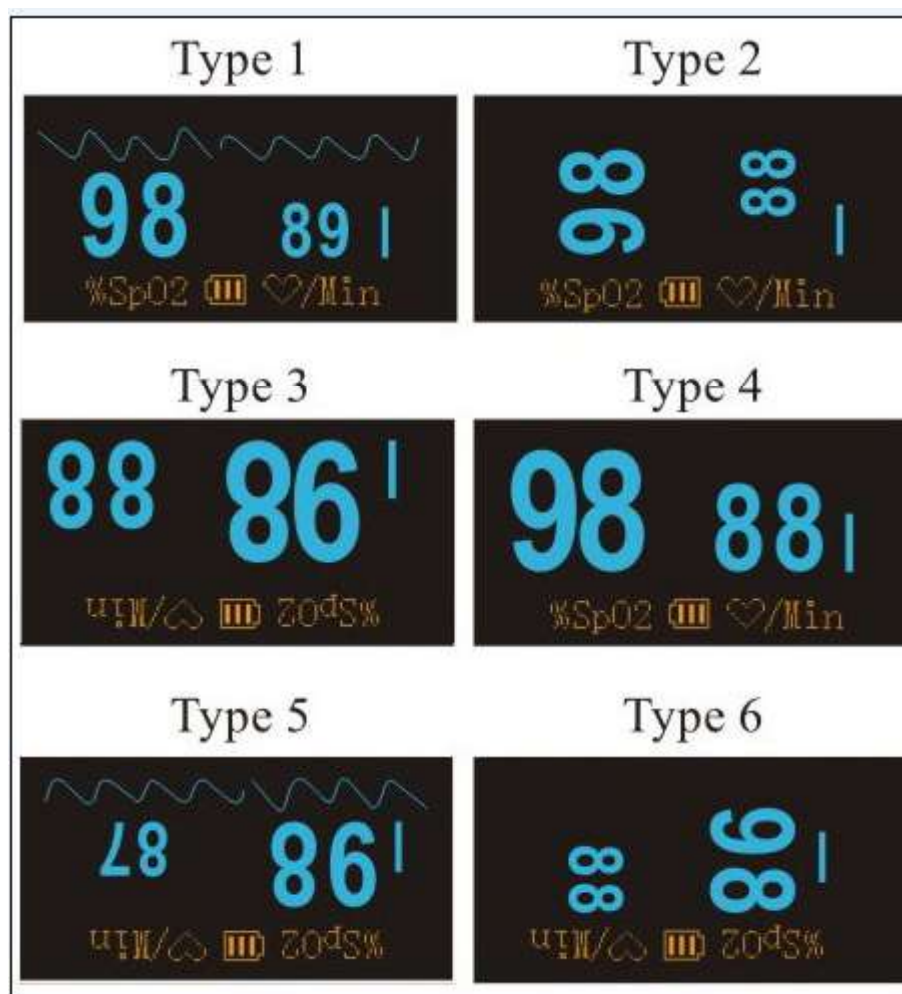 Type 1
98 89
%SpO2 ♡/Min
Type 2
98 88
%SpO2 ♡/Min
Type 3
98 88
%SpO2 ♡/Min
Type 4
98 88
%SpO2 ♡/Min
Type 5
98 87
%SpO2 ♡/Min
Type 6
98 88
%SpO2 ♡/Min